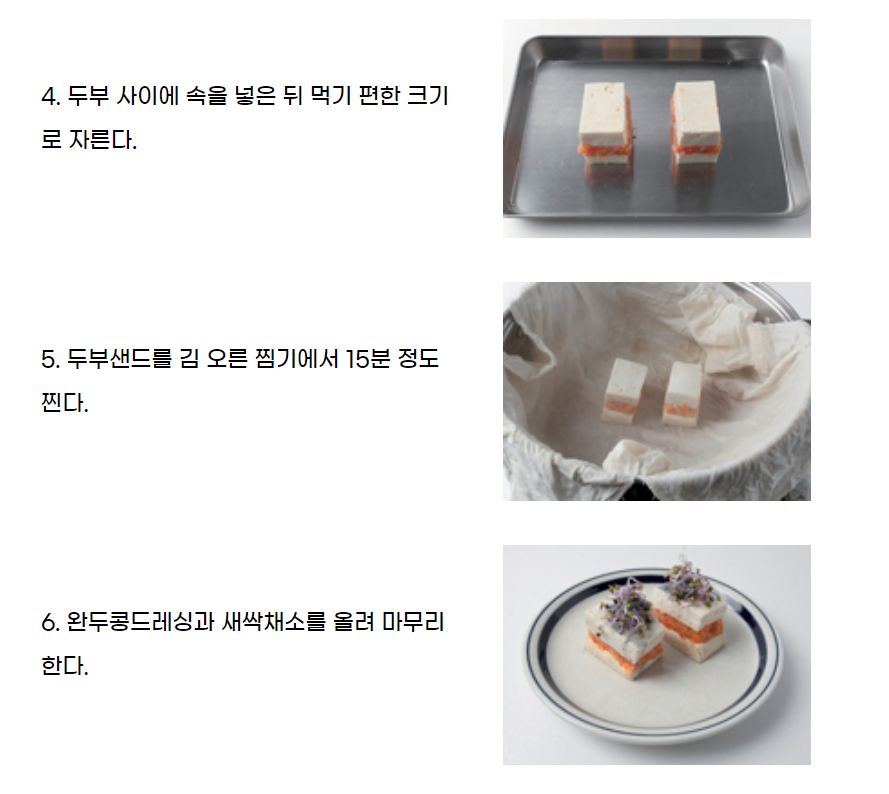 4. 두부 사이에 속을 넣은 뒤 먹기 편한 크기
로 자른다.
5. 두부샌드를 김 오른 찜기에서 15분 정도
찐다.
6. 완두콩드레싱과 새싹채소를 올려 마무리
한다.